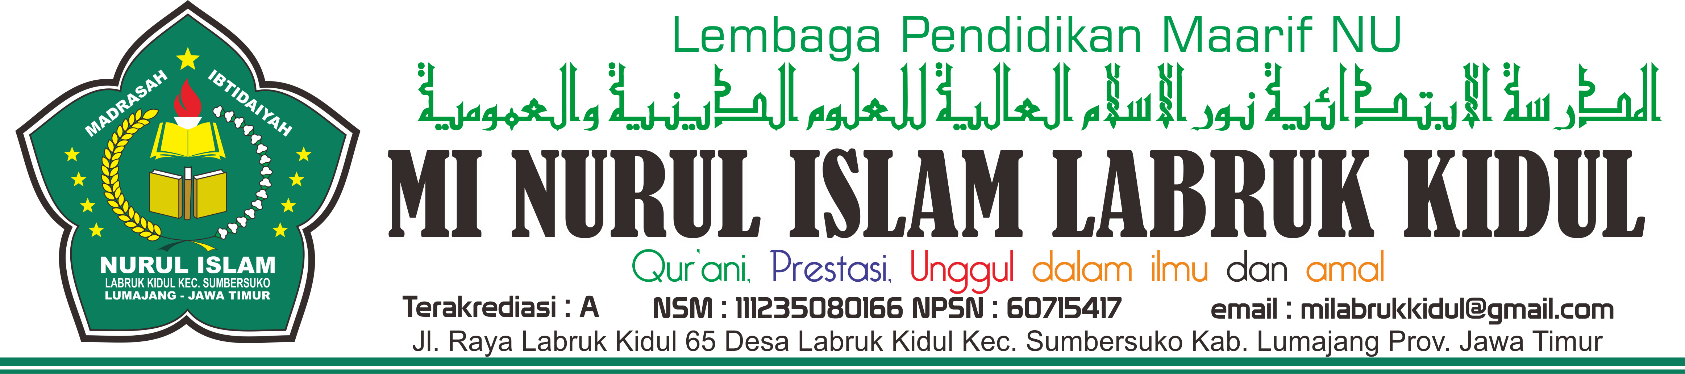 MADRASAH IBTIDAIYAH
NURUL ISLAM
LABRUK KIDUL KEC. SUMBERSUKO
LUMAJANG - JAWA TIMUR
Lembaga Pendidikan Maarif NU
المدرسة الابتدائية نور الاسلام العالية للعلوم الدينية والعمومية
MI NURUL ISLAM LABRUK KIDUL
Qur'ani, Prestasi, Unggul dalam ilmu dan amal
Terakrediasi : A NSM : 111235080166 NPSN : 60715417 email : milabrukkidul@gmail.com
Jl. Raya Labruk Kidul 65 Desa Labruk Kidul Kec. Sumbersuko Kab. Lumajang Prov. Jawa Timur